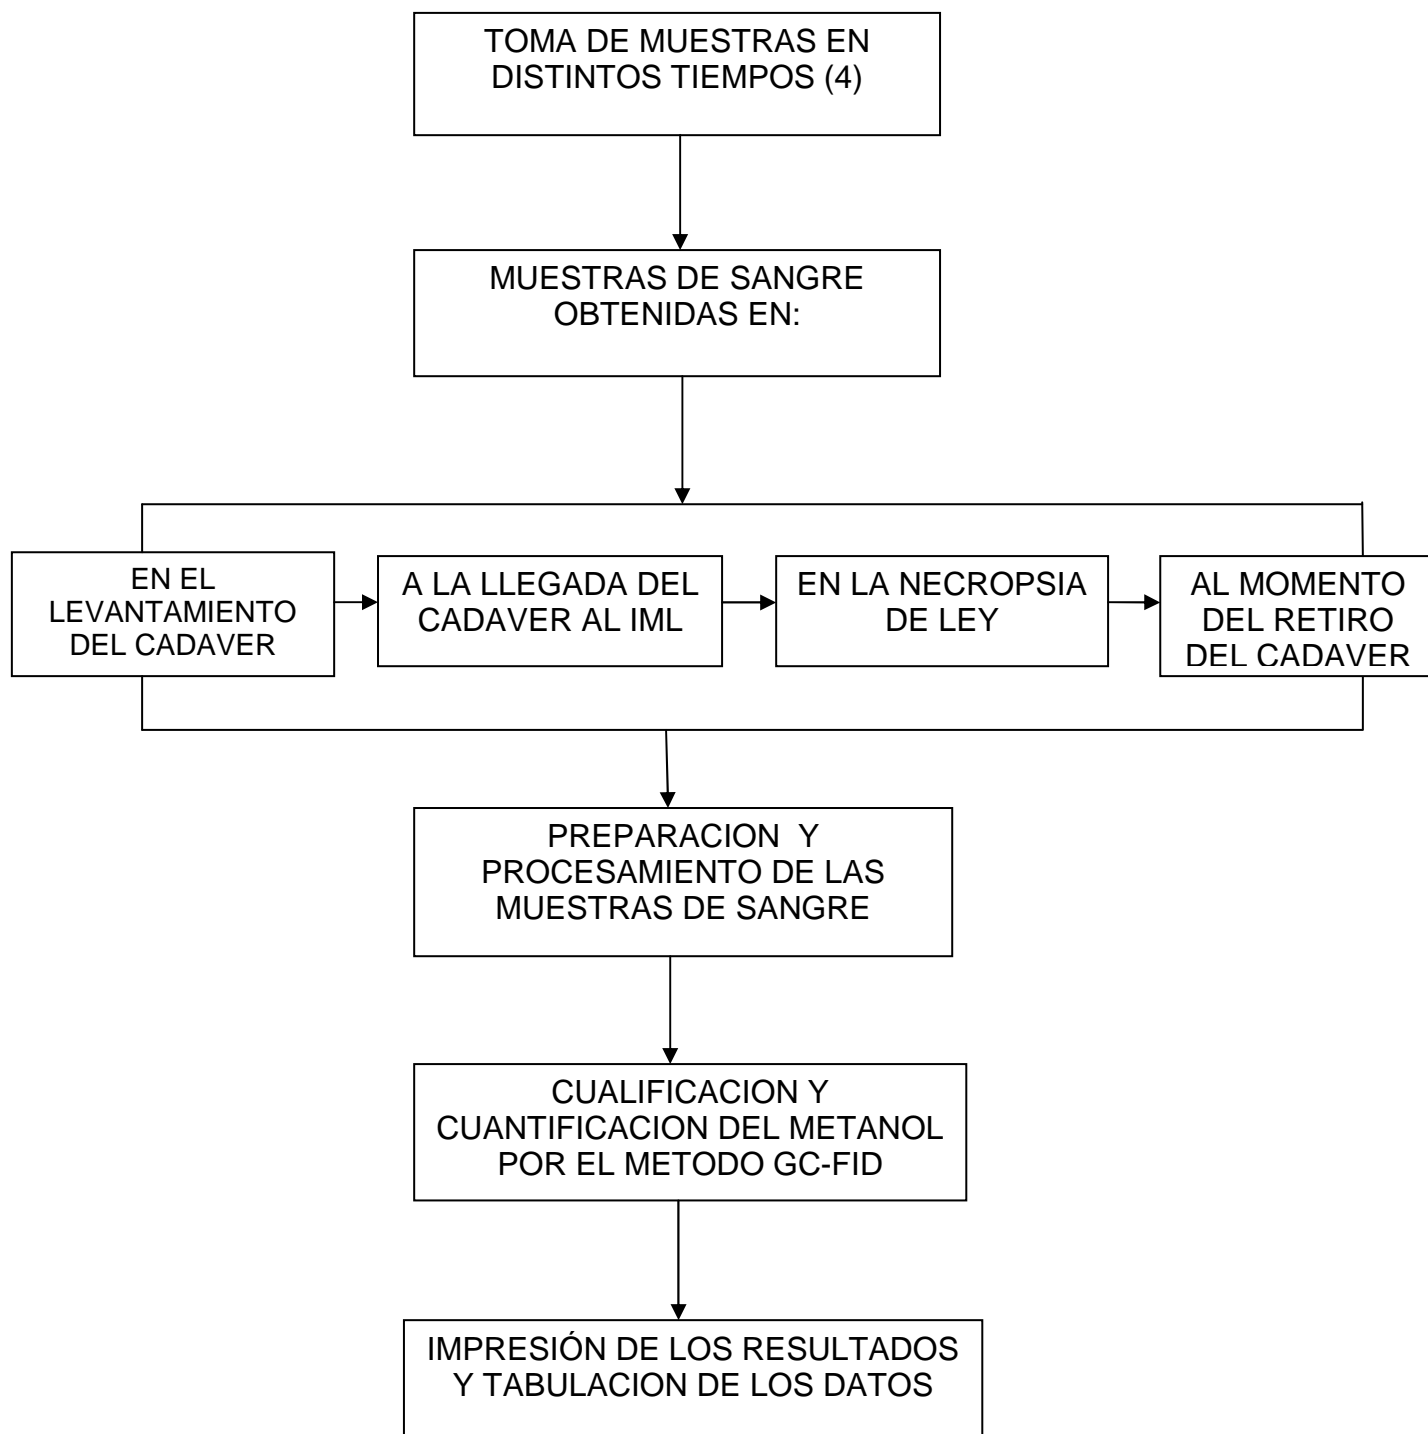 TOMA DE MUESTRAS EN
DISTINTOS TIEMPOS (4)
MUESTRAS DE SANGRE
OBTENIDAS EN:
EN EL
LEVANTAMIENTO
DEL CADAVER
A LA LLEGADA DEL
CADAVER AL IML
EN LA NECROPSIA
DE LEY
AL MOMENTO
DEL RETIRO
DEL CADAVER
PREPARACION Y
PROCESAMIENTO DE LAS
MUESTRAS DE SANGRE
CUALIFICACION Y
CUANTIFICACION DEL METANOL
POR EL METODO GC-FID
IMPRESIÓN DE LOS RESULTADOS
Y TABULACION DE LOS DATOS